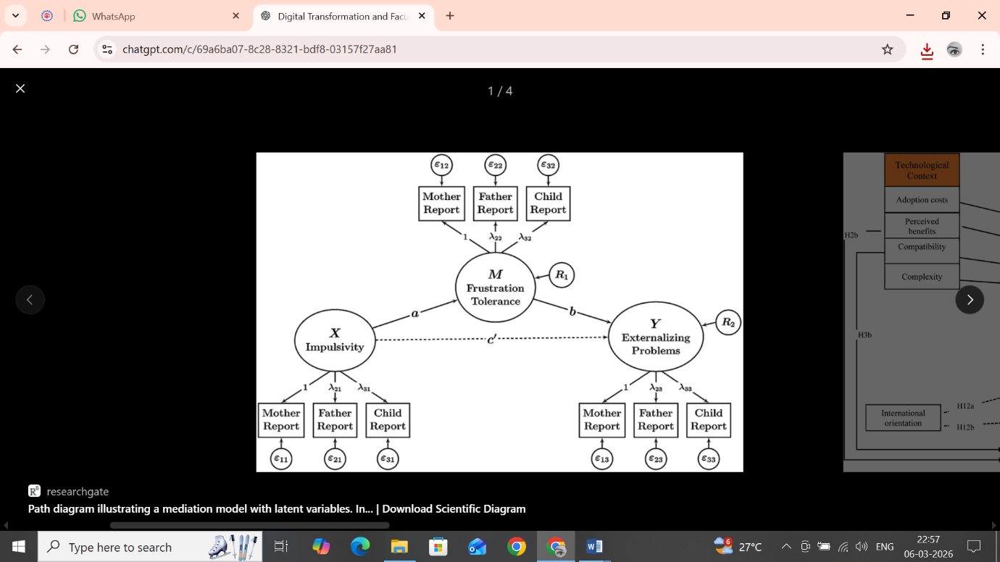 WhatsApp
Digital Transformation and Facu
chatgpt.com/c/69a6ba07-8c28-8321-bdf8-03157f27aa81
1 / 4
ε12 ε22 ε32
Mother Report
Father Report
Child Report
1 λ22 λ32
M
Frustration
Tolerance
R1
a
b
X
Impulsivity
c'
Y
Externalizing
Problems
R2
1 λ21 λ31
Mother Report
Father Report
Child Report
ε11 ε21 ε31
1 λ23 λ33
Mother Report
Father Report
Child Report
ε13 ε23 ε33
Technological
Context
Adoption costs
Perceived
benefits
Compatibility
Complexity
H2b
H3b
International
orientation
H12a
H12b
R G researchgate
Path diagram illustrating a mediation model with latent variables. In... | Download Scientific Diagram
Type here to search
6
27°C
ENG
22:57
06-03-2026